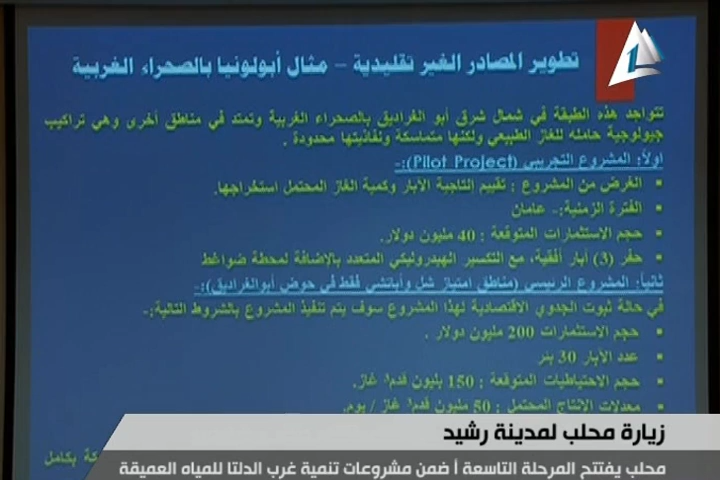 تطوير المصادر الغير تقليدية - مثال أبولونيا بالصحراء الغربية
1
تتواجد هذه الطبقة في شمال شرق أبو الغراديق بالصحراء الغربية وتمتد في مناطق أخرى وهي تراكيب
جيولوجية حاملة للغاز الطبيعي ولكنها متماسكة ونفاذيتها محدودة .
أولاً: المشروع التجريبي (Pilot Project):-
الغرض من المشروع : تقييم إنتاجية الآبار وكمية الغاز المحتمل استخراجها.
الفترة الزمنية:- عامان
حجم الاستثمارات المتوقعة : 40 مليون دولار.
حفر (3) آبار أفقية، مع التكسير الهيدروليكي المتعدد بالإضافة لمحطة ضواغط
ثانياً: المشروع الرئيسي (مناطق امتياز شل وأباتشي فقط في حوض أبوالغراديق):-
في حالة ثبوت الجدوى الاقتصادية لهذا المشروع سوف يتم تنفيذ المشروع بالشروط التالية:-
حجم الاستثمارات 200 مليون دولار .
عدد الآبار 30 بئر
حجم الاحتياطيات المتوقعة : 150 بليون قدم³ غاز.
معدلات الإنتاج المحتمل : 50 مليون قدم³ غاز / يوم.
كة بكامل
زيارة محلب لمدينة رشيد
محلب يفتتح المرحلة التاسعة أ ضمن مشروعات تنمية غرب الدلتا للمياه العميقة